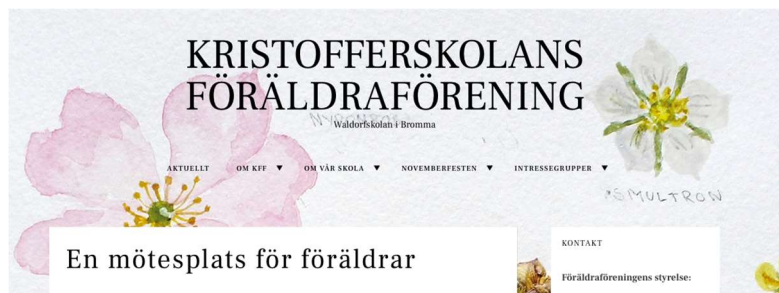 KRISTOFFERSKOLANS
FÖRÄLDRAFÖRENING
NYPONROS
Waldorfskolan i Bromma
AKTUELLT OM KFF ▼ OM VÅR SKOLA ▼ NOVEMBERFESTEN ▼ INTRESSEGRUPPER ▼
SMULTRON
En mötesplats för föräldrar
KONTAKT
Föräldraföreningens styrelse: